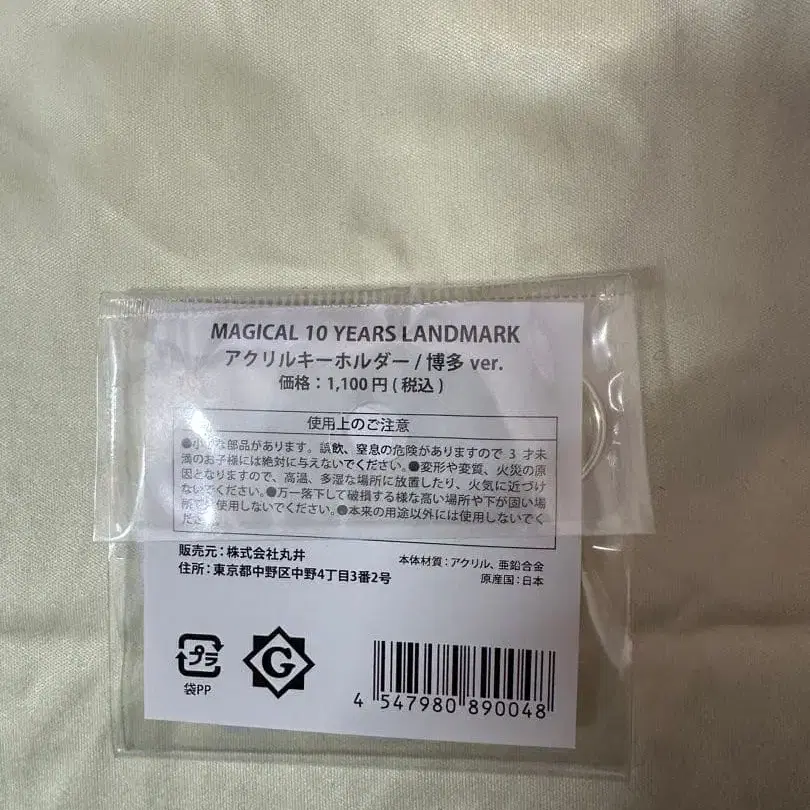 MAGICAL 10 YEARS LANDMARK
アクリルキーホルダー / 博多 ver.
価格：1,100円 ( 税込 )
使用上のご注意
●小さな部品があります。誤飲、窒息の危険がありますので 3 才未
満のお子様には絶対に与えないでください。●変形や変質、火災の原
因となりますので、高温、多湿な場所に放置したり、火気に近づけ
ないでください。●万一落下して破損する様な高い場所や下が固い場
所で使用しないでください。●本来の用途以外には使用しないでく
ださい。
販売元：株式会社丸井
住所：東京都中野区中野4丁目3番2号
本体材質：アクリル、亜鉛合金
原産国：日本
プラ
袋PP
G
4 547980 890048